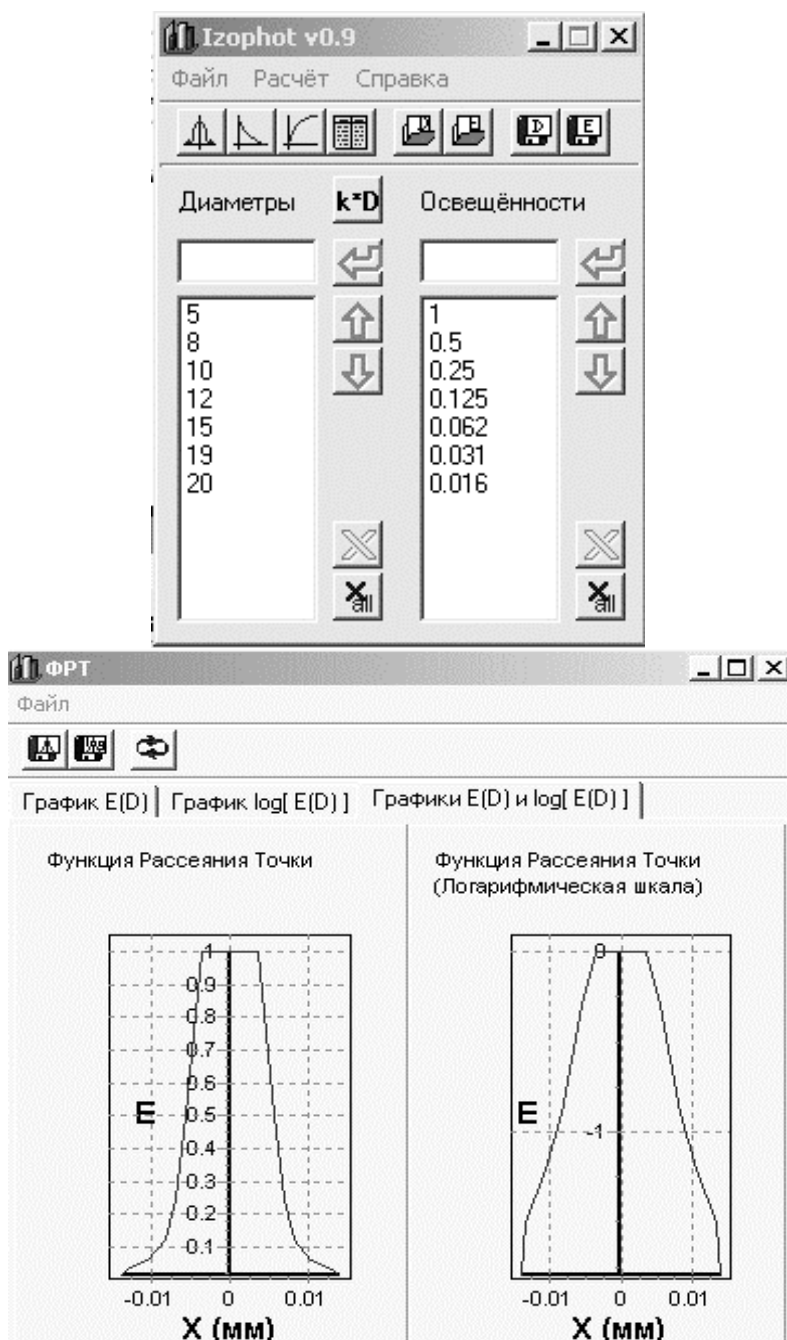 Izophot v0.9
Файл Расчёт Справка
D E D E
Диаметры k*D Освещённости
5 1
8 0.5
10 0.25
12 0.125
15 0.062
19 0.031
20 0.016
all all
ФРТ
Файл
График E(D) График log[ E(D) ] Графики E(D) и log[ E(D) ]
Функция Рассеяния Точки
Функция Рассеяния Точки
(Логарифмическая шкала)
1
0.9
0.8
0.7
0.6
E 0.5
0.4
0.3
0.2
0.1
-0.01 0 0.01
X (мм)
0
E
-1
-0.01 0 0.01
X (мм)